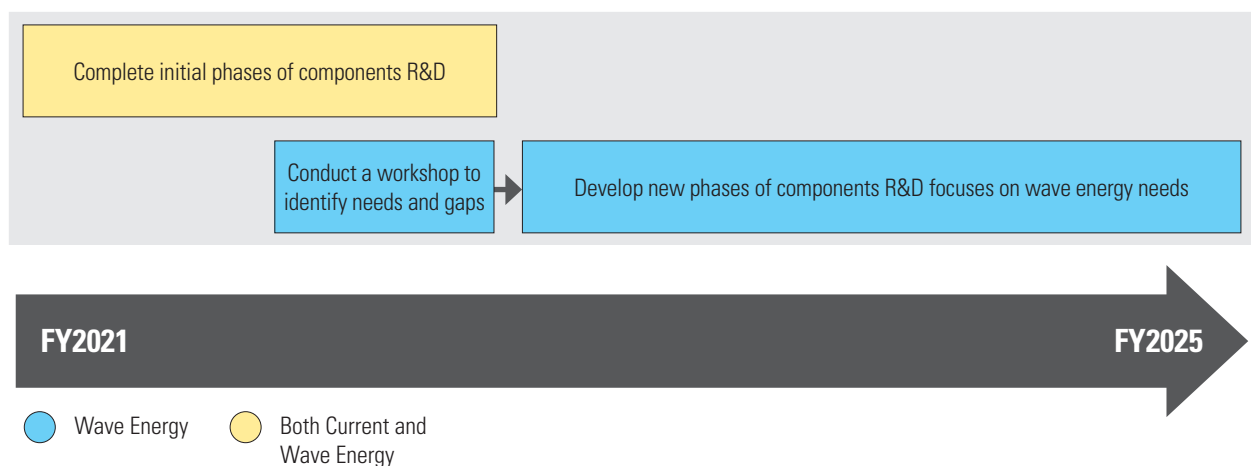 Complete initial phases of components R&D
Conduct a workshop to
identify needs and gaps
Develop new phases of components R&D focuses on wave energy needs
FY2021
FY2025
Wave Energy
Both Current and
Wave Energy